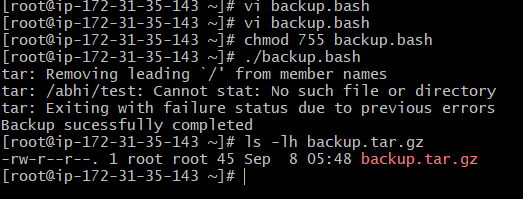 [root@ip-172-31-35-143 ~]# vi backup.bash
[root@ip-172-31-35-143 ~]# vi backup.bash
[root@ip-172-31-35-143 ~]# chmod 755 backup.bash
[root@ip-172-31-35-143 ~]# ./backup.bash
tar: Removing leading `/' from member names
tar: /abhi/test: Cannot stat: No such file or directory
tar: Exiting with failure status due to previous errors
Backup sucessfully completed
[root@ip-172-31-35-143 ~]# ls -lh backup.tar.gz
-rw-r--r--. 1 root root 45 Sep  8 05:48 backup.tar.gz
[root@ip-172-31-35-143 ~]#